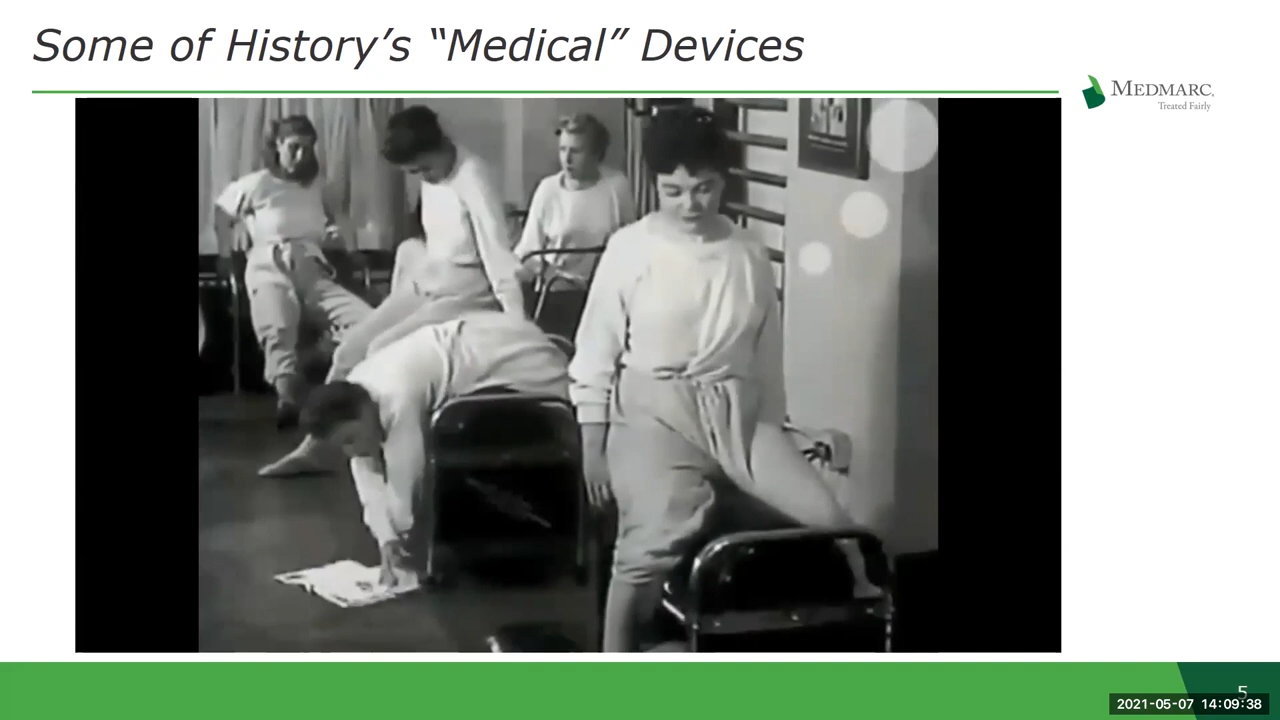 Some of History’s “Medical” Devices
MEDMARC
Treated Fairly
5
2021-05-07 14:09:38